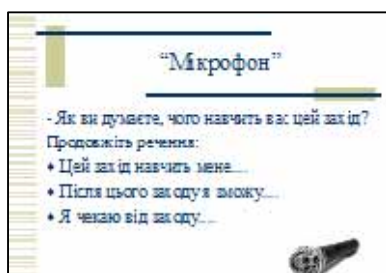 “Мікрофон”
- Як ви думаєте, чого навчить вас цей захід?
Продовжіть речення:
• Цей захід навчить мене....
• Після цього заходу я зможу....
• Я чекаю від заходу....